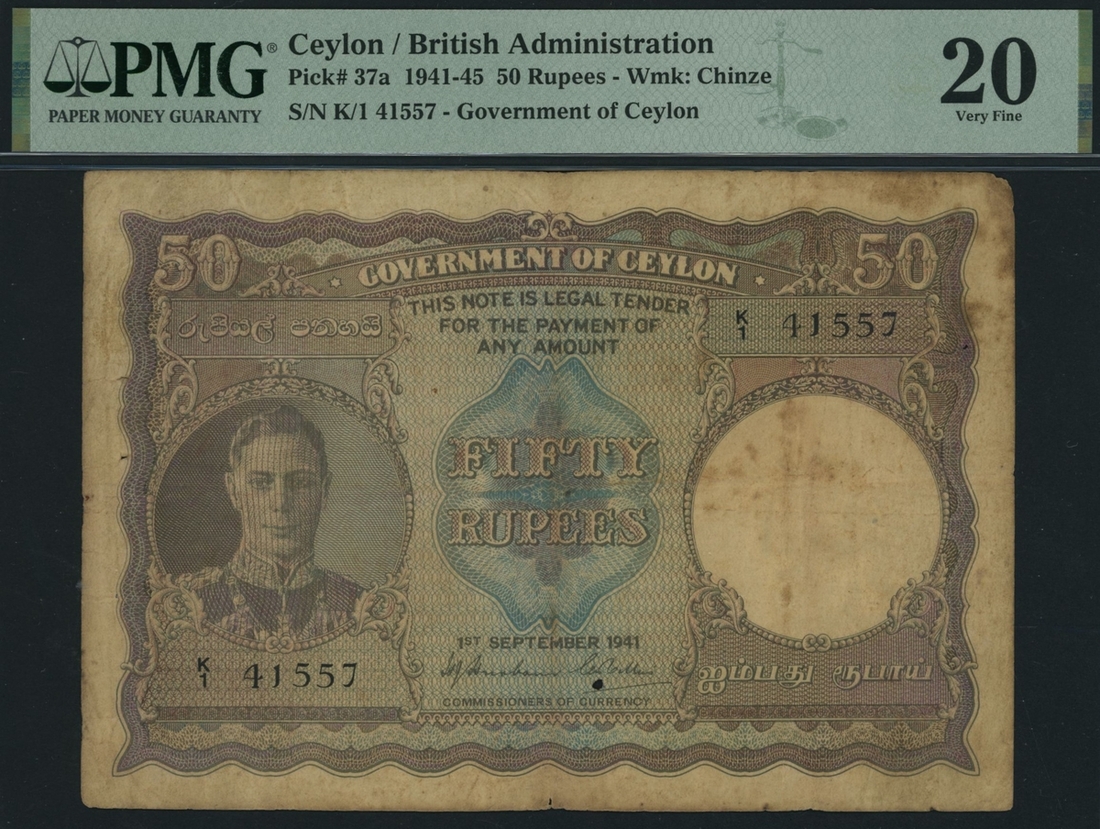 PMG®
PAPER MONEY GUARANTY
Ceylon / British Administration
Pick# 37a 1941-45 50 Rupees - Wmk: Chinze
S/N K/1 41557 - Government of Ceylon
20
Very Fine
50
50
GOVERNMENT OF CEYLON
රුපියල් පනහයි
THIS NOTE IS LEGAL TENDER
FOR THE PAYMENT OF
ANY AMOUNT
K/1 41557
FIFTY
RUPEES
1ST SEPTEMBER 1941
K/1 41557
COMMISSIONERS OF CURRENCY
ஐம்பது ரூபாய்